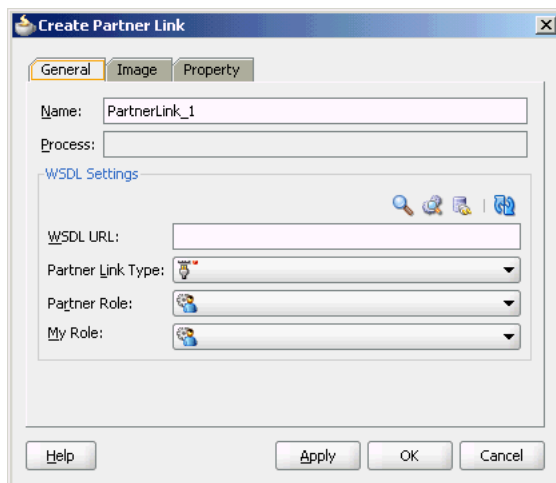 Create Partner Link
General Image Property
Name: PartnerLink_1
Process:
WSDL Settings
WSDL URL:
Partner Link Type:
Partner Role:
My Role:
Help Apply OK Cancel